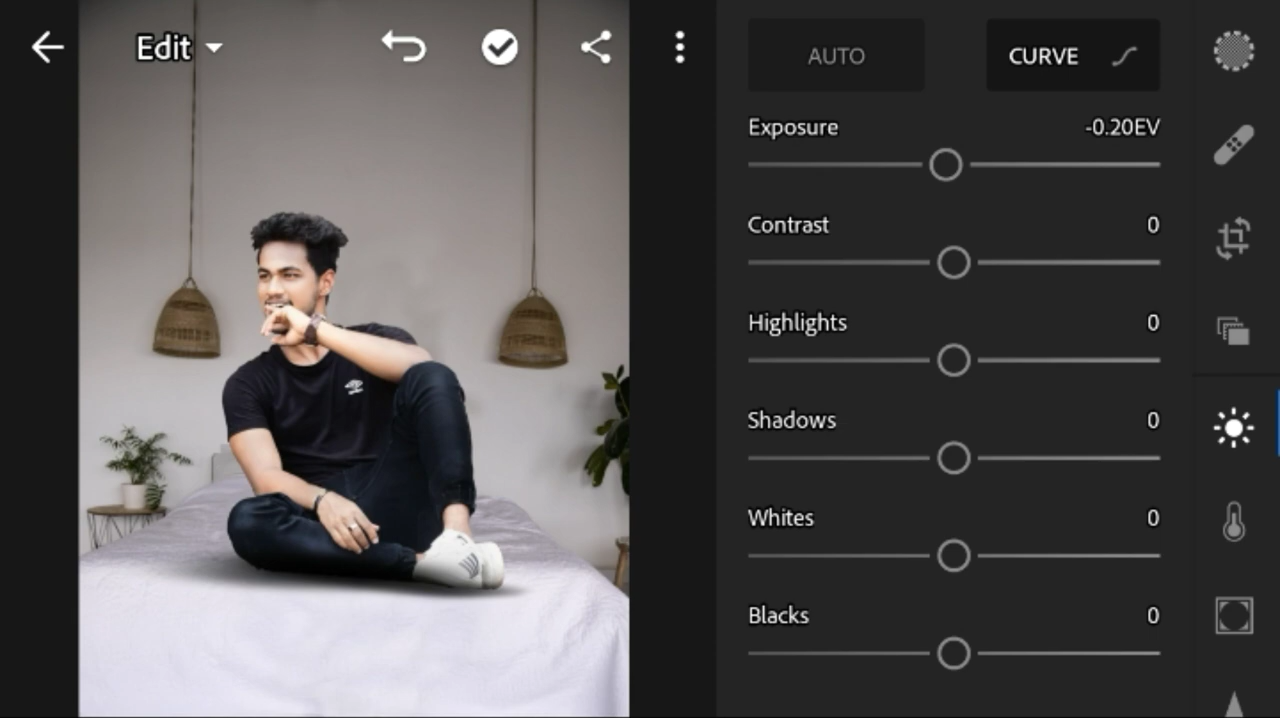 Edit
AUTO
CURVE
Exposure -0.20EV
Contrast 0
Highlights 0
Shadows 0
Whites 0
Blacks 0